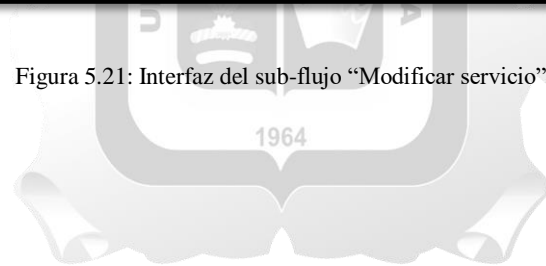 U A
Figura 5.21: Interfaz del sub-flujo “Modificar servicio”
1964